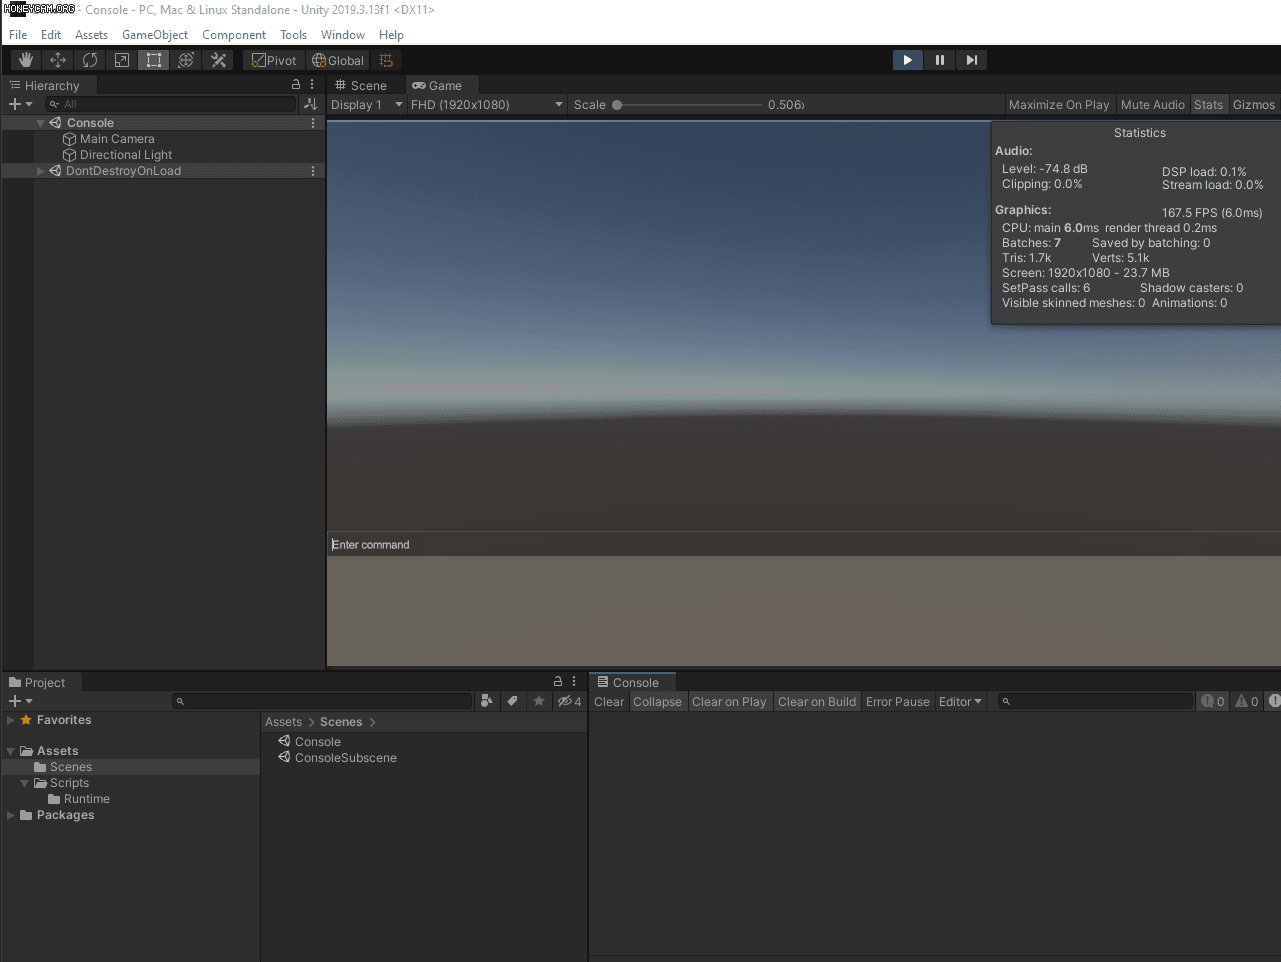 HONEYCAM.ORG - Console - PC, Mac & Linux Standalone - Unity 2019.3.13f1 <DX11>
File Edit Assets GameObject Component Tools Window Help
Pivot Global
Hierarchy
All
Console
Main Camera
Directional Light
DontDestroyOnLoad
Scene Game
Display 1 FHD (1920x1080) Scale 0.506x Maximize On Play Mute Audio Stats Gizmos
Statistics
Audio:
Level: -74.8 dB DSP load: 0.1%
Clipping: 0.0% Stream load: 0.0%
Graphics: 167.5 FPS (6.0ms)
CPU: main 6.0ms render thread 0.2ms
Batches: 7 Saved by batching: 0
Tris: 1.7k Verts: 5.1k
Screen: 1920x1080 - 23.7 MB
SetPass calls: 6 Shadow casters: 0
Visible skinned meshes: 0 Animations: 0
Enter command
Project
4
Favorites
Assets
Scenes
Scripts
Runtime
Packages
Assets > Scenes >
Console
ConsoleSubscene
Console
Clear Collapse Clear on Play Clear on Build Error Pause Editor 0 0